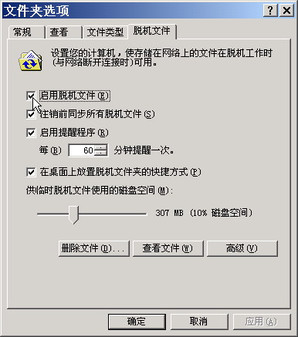 文件夹选项
常规 查看 文件类型 脱机文件
设置您的计算机,使存储在网络上的文件在脱机工作时
(与网络断开连接时)可用。
启用脱机文件(E)
注销前同步所有脱机文件(S)
启用提醒程序(R)
每(B) 60 分钟提醒一次。
在桌面上放置脱机文件夹的快捷方式(P)
供临时脱机文件使用的磁盘空间(M):
307 MB (10% 磁盘空间)
删除文件(D)... 查看文件(W) 高级(V)
确定 取消 应用(A)